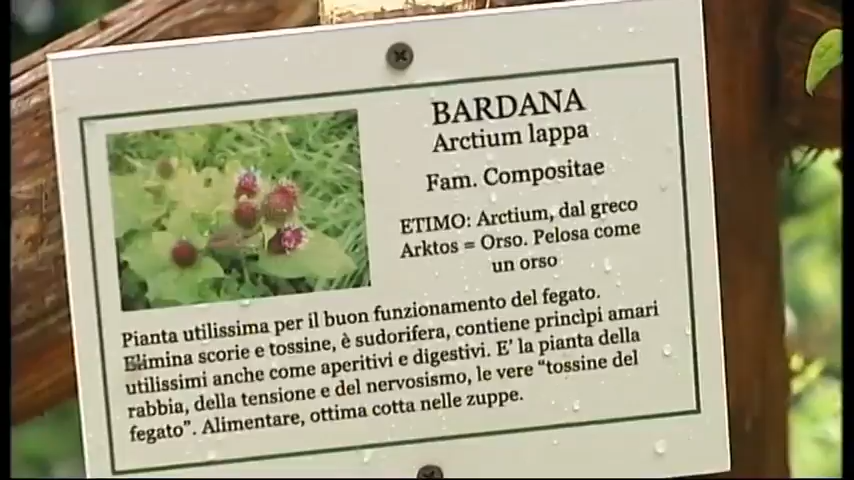 BARDANA
Arctium lappa
Fam. Compositae
ETIMO: Arctium, dal greco
Arktos = Orso. Pelosa come
un orso
Pianta utilissima per il buon funzionamento del fegato.
Elimina scorie e tossine, è sudorifera, contiene princìpi amari
utilissimi anche come aperitivi e digestivi. E' la pianta della
rabbia, della tensione e del nervosismo, le vere “tossine del
fegato”. Alimentare, ottima cotta nelle zuppe.